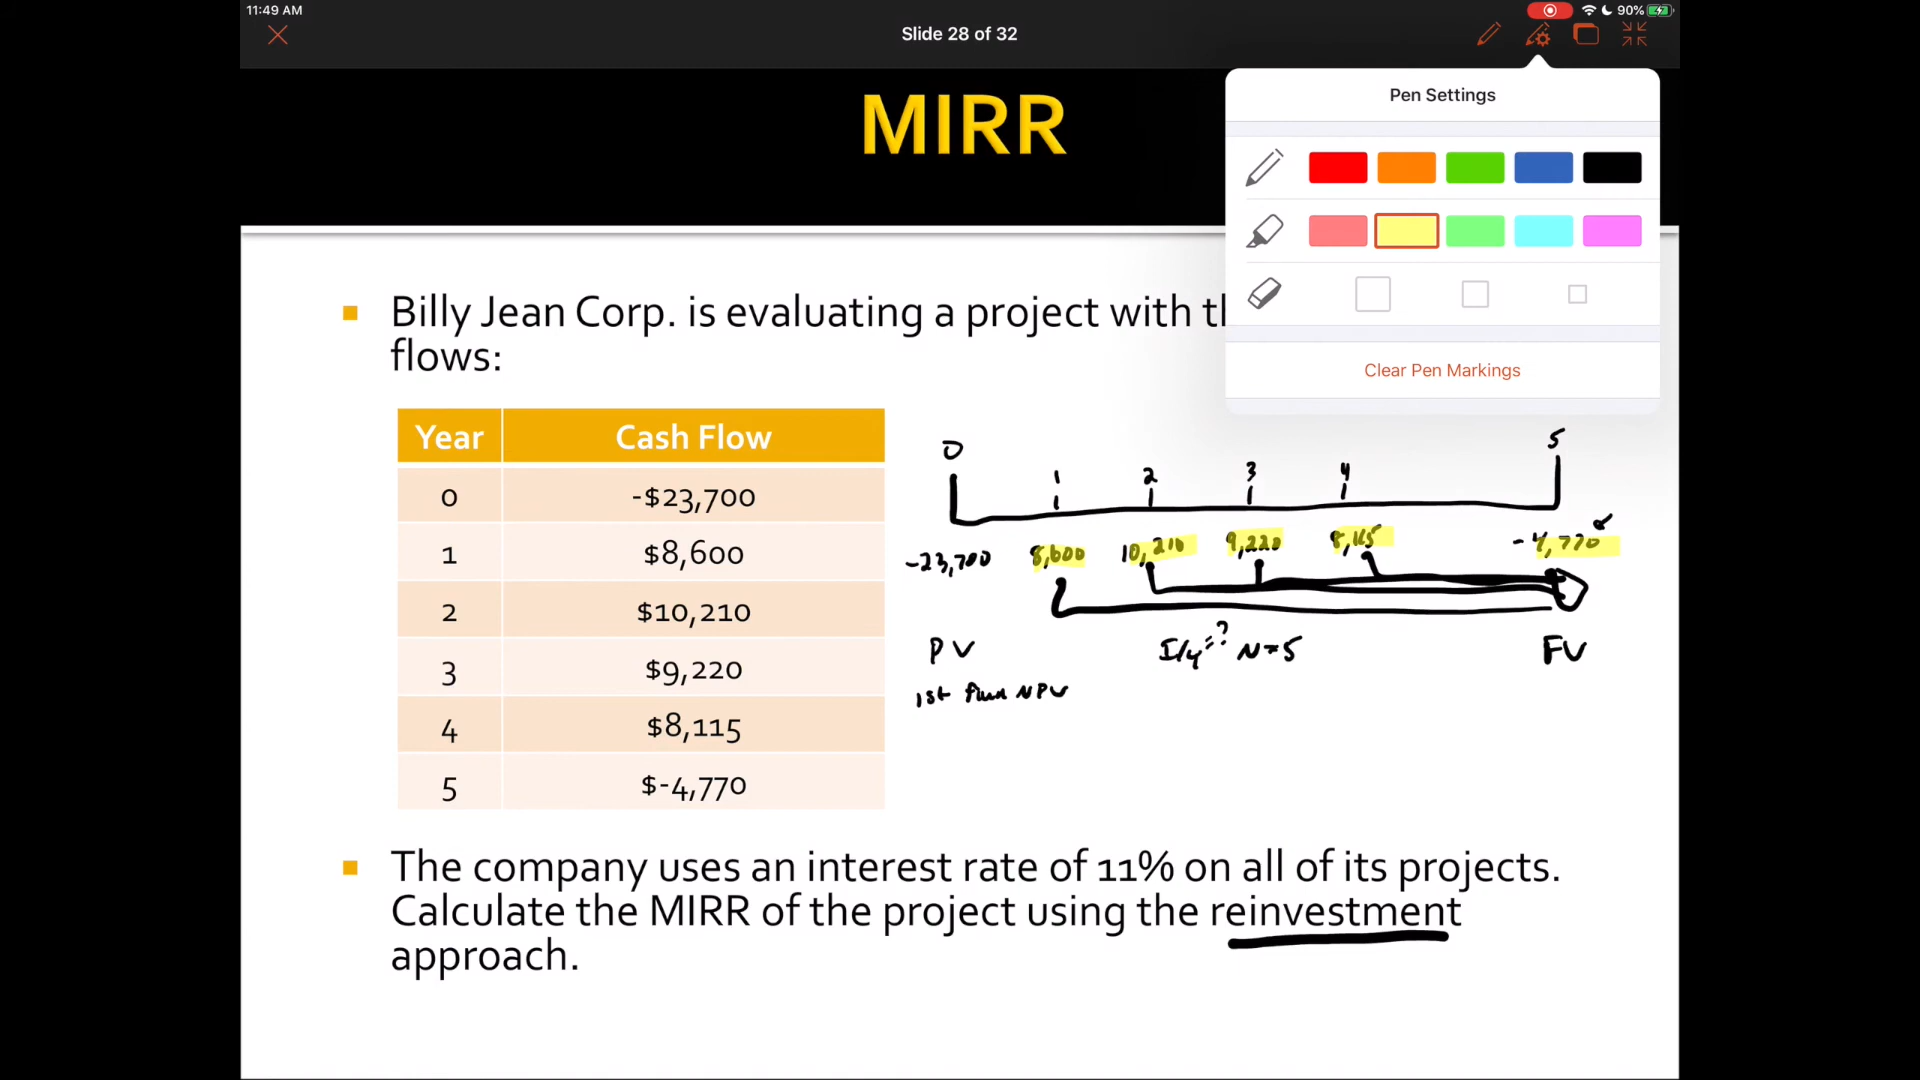 11:49 AM
90%
Slide 28 of 32
MIRR
Pen Settings
Clear Pen Markings
Billy Jean Corp. is evaluating a project with
flows:
Year Cash Flow
0 -$23,700
1 $8,600
2 $10,210
3 $9,220
4 $8,115
5 $-4,770
0 1 2 3 4 5
-23,700 8,600 10,210 9,220 8,115 -4,770
PV I/Y=? N=5 FV
1st NPV
The company uses an interest rate of 11% on all of its projects.
Calculate the MIRR of the project using the reinvestment
approach.